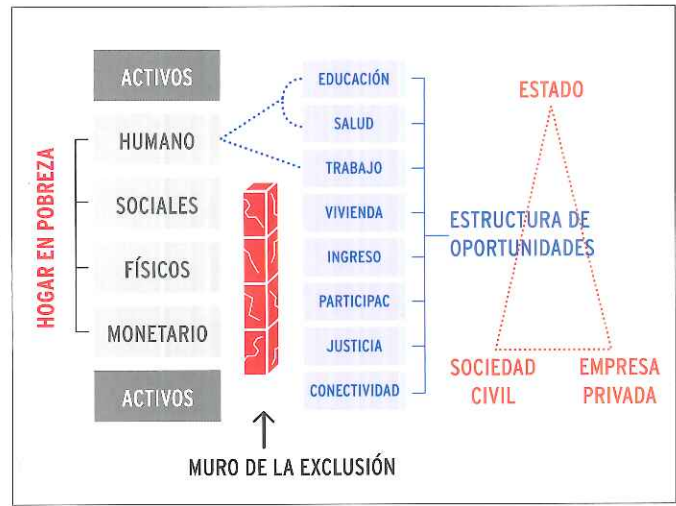 HOGAR EN POBREZA
ACTIVOS
HUMANO
SOCIALES
FÍSICOS
MONETARIO
ACTIVOS
MURO DE LA EXCLUSIÓN
EDUCACIÓN
SALUD
TRABAJO
VIVIENDA
INGRESO
PARTICIPAC
JUSTICIA
CONECTIVIDAD
ESTRUCTURA DE
OPORTUNIDADES
ESTADO
SOCIEDAD
CIVIL
EMPRESA
PRIVADA